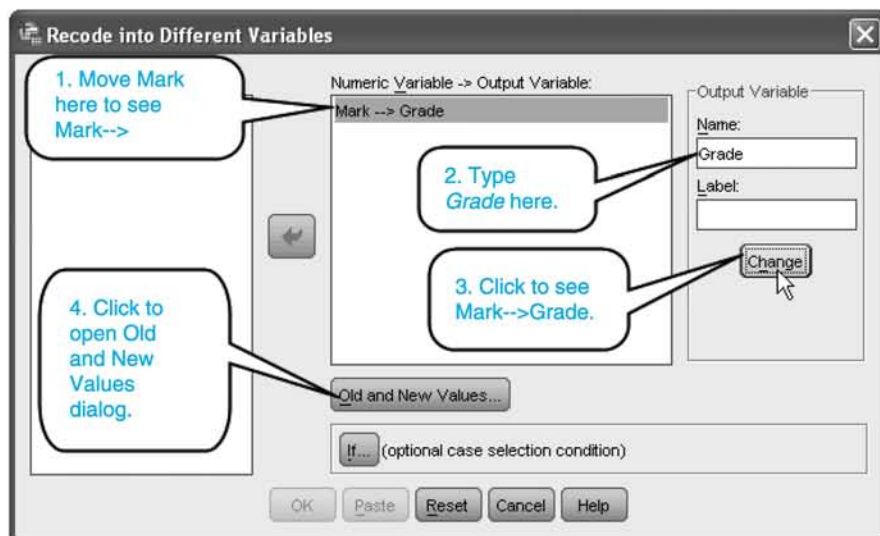 Recode into Different Variables
1. Move Mark
here to see
Mark-->
Numeric Variable -> Output Variable:
Mark --> Grade
Output Variable
Name:
Grade
Label:
2. Type
Grade here.
Change
3. Click to see
Mark-->Grade.
4. Click to
open Old
and New
Values
dialog.
Old and New Values...
If... (optional case selection condition)
OK Paste Reset Cancel Help